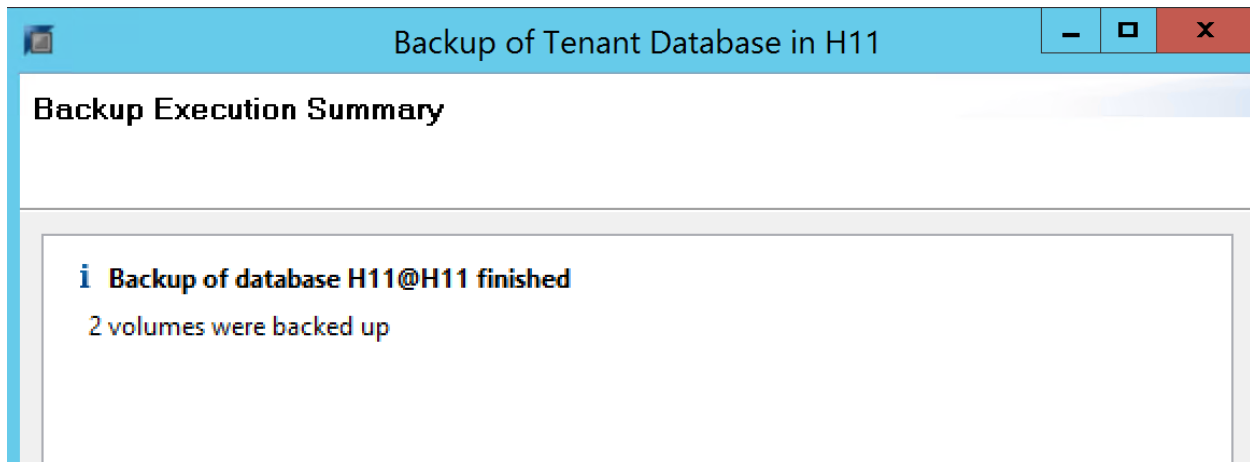 Backup of Tenant Database in H11
Backup Execution Summary
i Backup of database H11@H11 finished
2 volumes were backed up